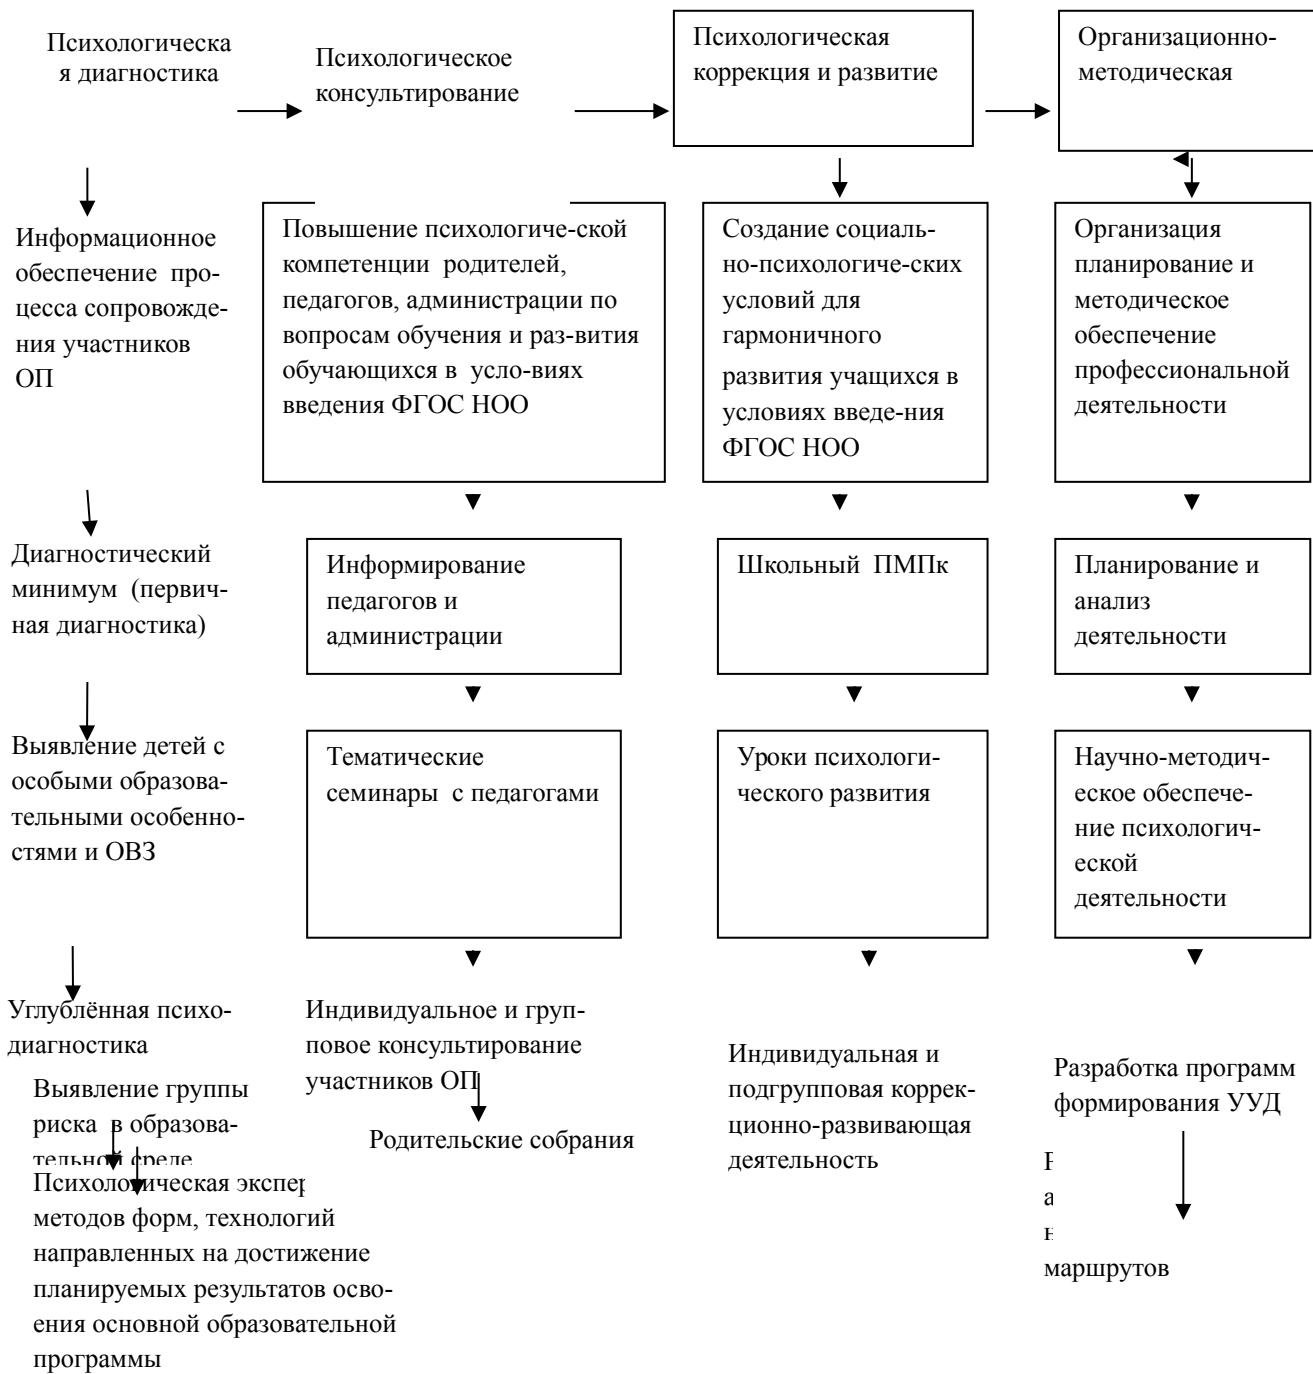 Психологическа
я диагностика
Психологическое
консультирование
Психологическая
коррекция и развитие
Организационно-
методическая
Информационное
обеспечение про-
цесса сопровожде-
ния участников
ОП
Повышение психологиче-ской
компетенции родителей,
педагогов, администрации по
вопросам обучения и раз-вития
обучающихся в усло-виях
введения ФГОС НОО
Создание социаль-
но-психологиче-ских
условий для
гармоничного
развития учащихся в
условиях введе-ния
ФГОС НОО
Организация
планирование и
методическое
обеспечение
профессиональной
деятельности
Диагностический
минимум (первич-
ная диагностика)
Информирование
педагогов и
администрации
Школьный ПМПк
Планирование и
анализ
деятельности
Выявление детей с
особыми образова-
тельными особенно-
стями и ОВЗ
Тематические
семинары с педагогами
Уроки психологи-
ческого развития
Научно-методич-
еское обеспече-
ние психологич-
еской
деятельности
Углублённая психо-
диагностика
Выявление группы
риска в образова-
тельной среде
Психологическая экспер
методов форм, технологий
направленных на достижение
планируемых результатов осво-
ения основной образовательной
программы
Индивидуальное и груп-
повое консультирование
участников ОП
Родительские собрания
Индивидуальная и
подгрупповая коррек-
ционно-развивающая
деятельность
Разработка программ
формирования УУД
маршрутов